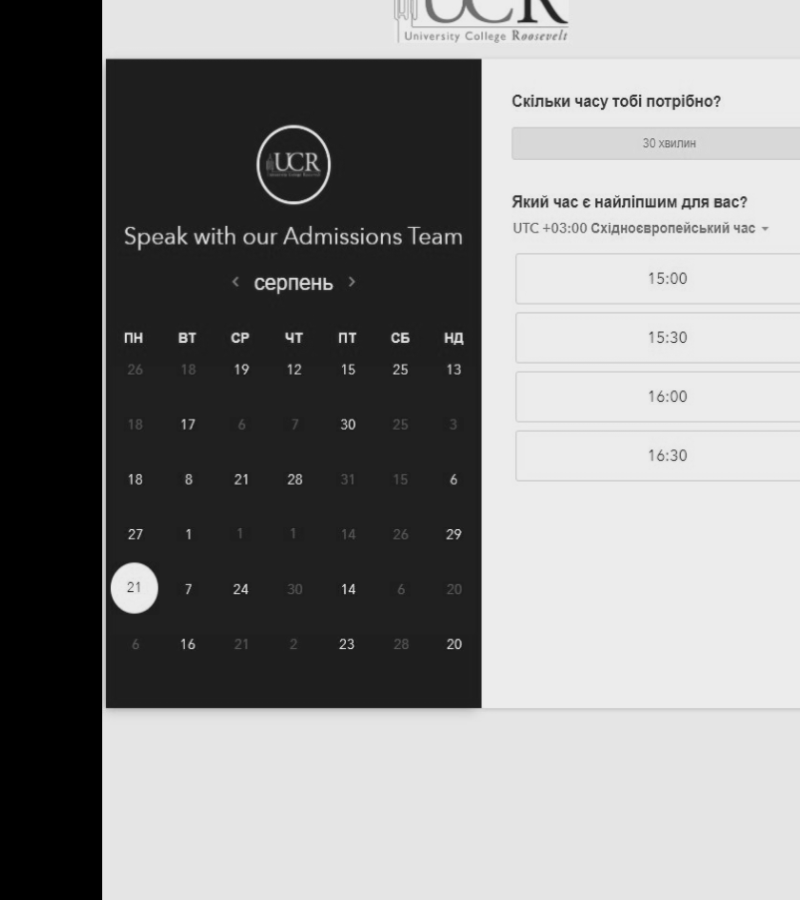 UCR
University College Roosevelt
UCR
Speak with our Admissions Team
‹ серпень ›
ПН ВТ СР ЧТ ПТ СБ НД
26 18 19 12 15 25 13
18 17 6 7 30 25 3
18 8 21 28 31 15 6
27 1 1 1 14 26 29
21 7 24 30 14 6 20
6 16 21 2 23 28 20
Скільки часу тобі потрібно?
30 хвилин
Який час є найліпшим для вас?
UTC +03:00 Східноєвропейський час
15:00
15:30
16:00
16:30